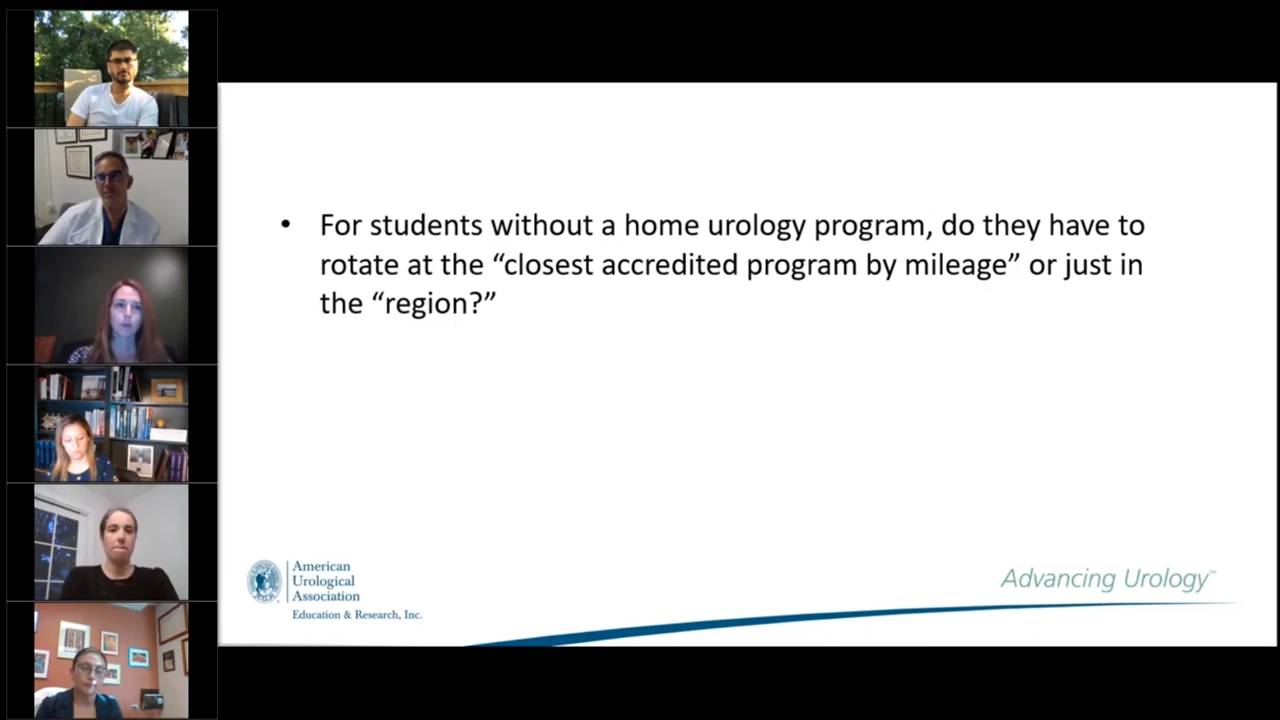 • For students without a home urology program, do they have to
rotate at the “closest accredited program by mileage” or just in
the “region?”
American
Urological
Association
Education & Research, Inc.
Advancing Urology™